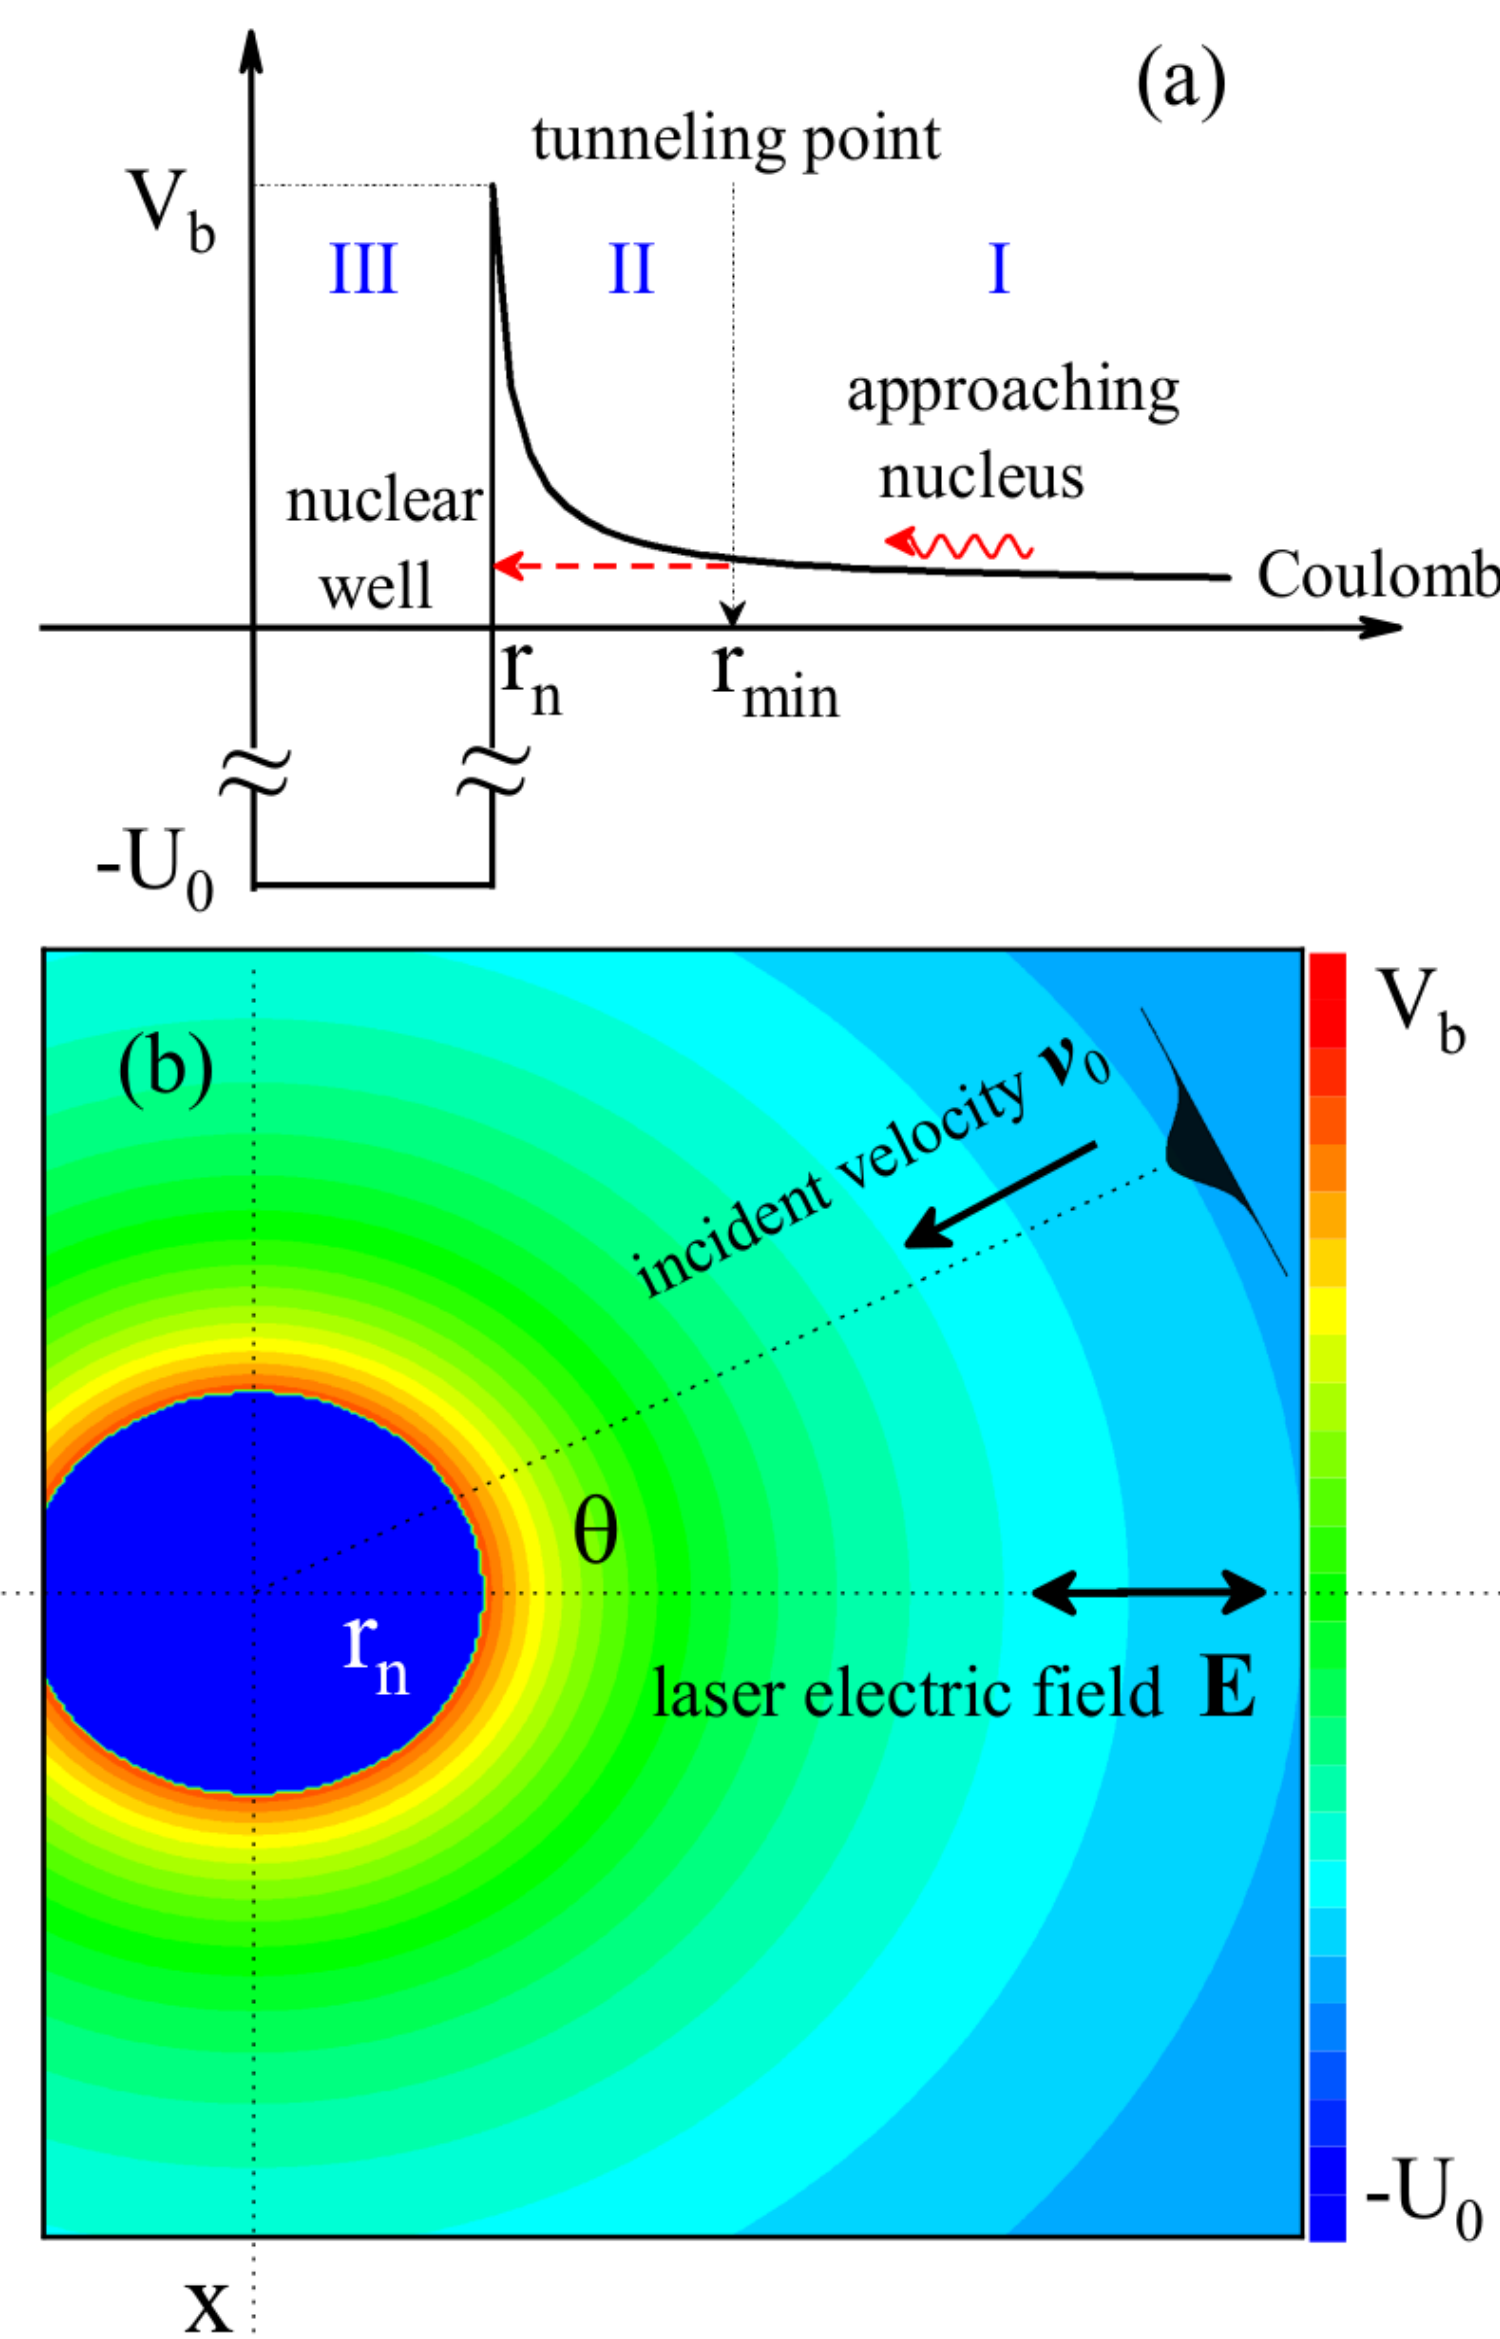 (a)
tunneling point
V_b
III
II
I
approaching
nucleus
nuclear
well
Coulomb
r_n
r_min
-U_0
(b)
V_b
incident velocity v_0
θ
r_n
laser electric field E
-U_0
x